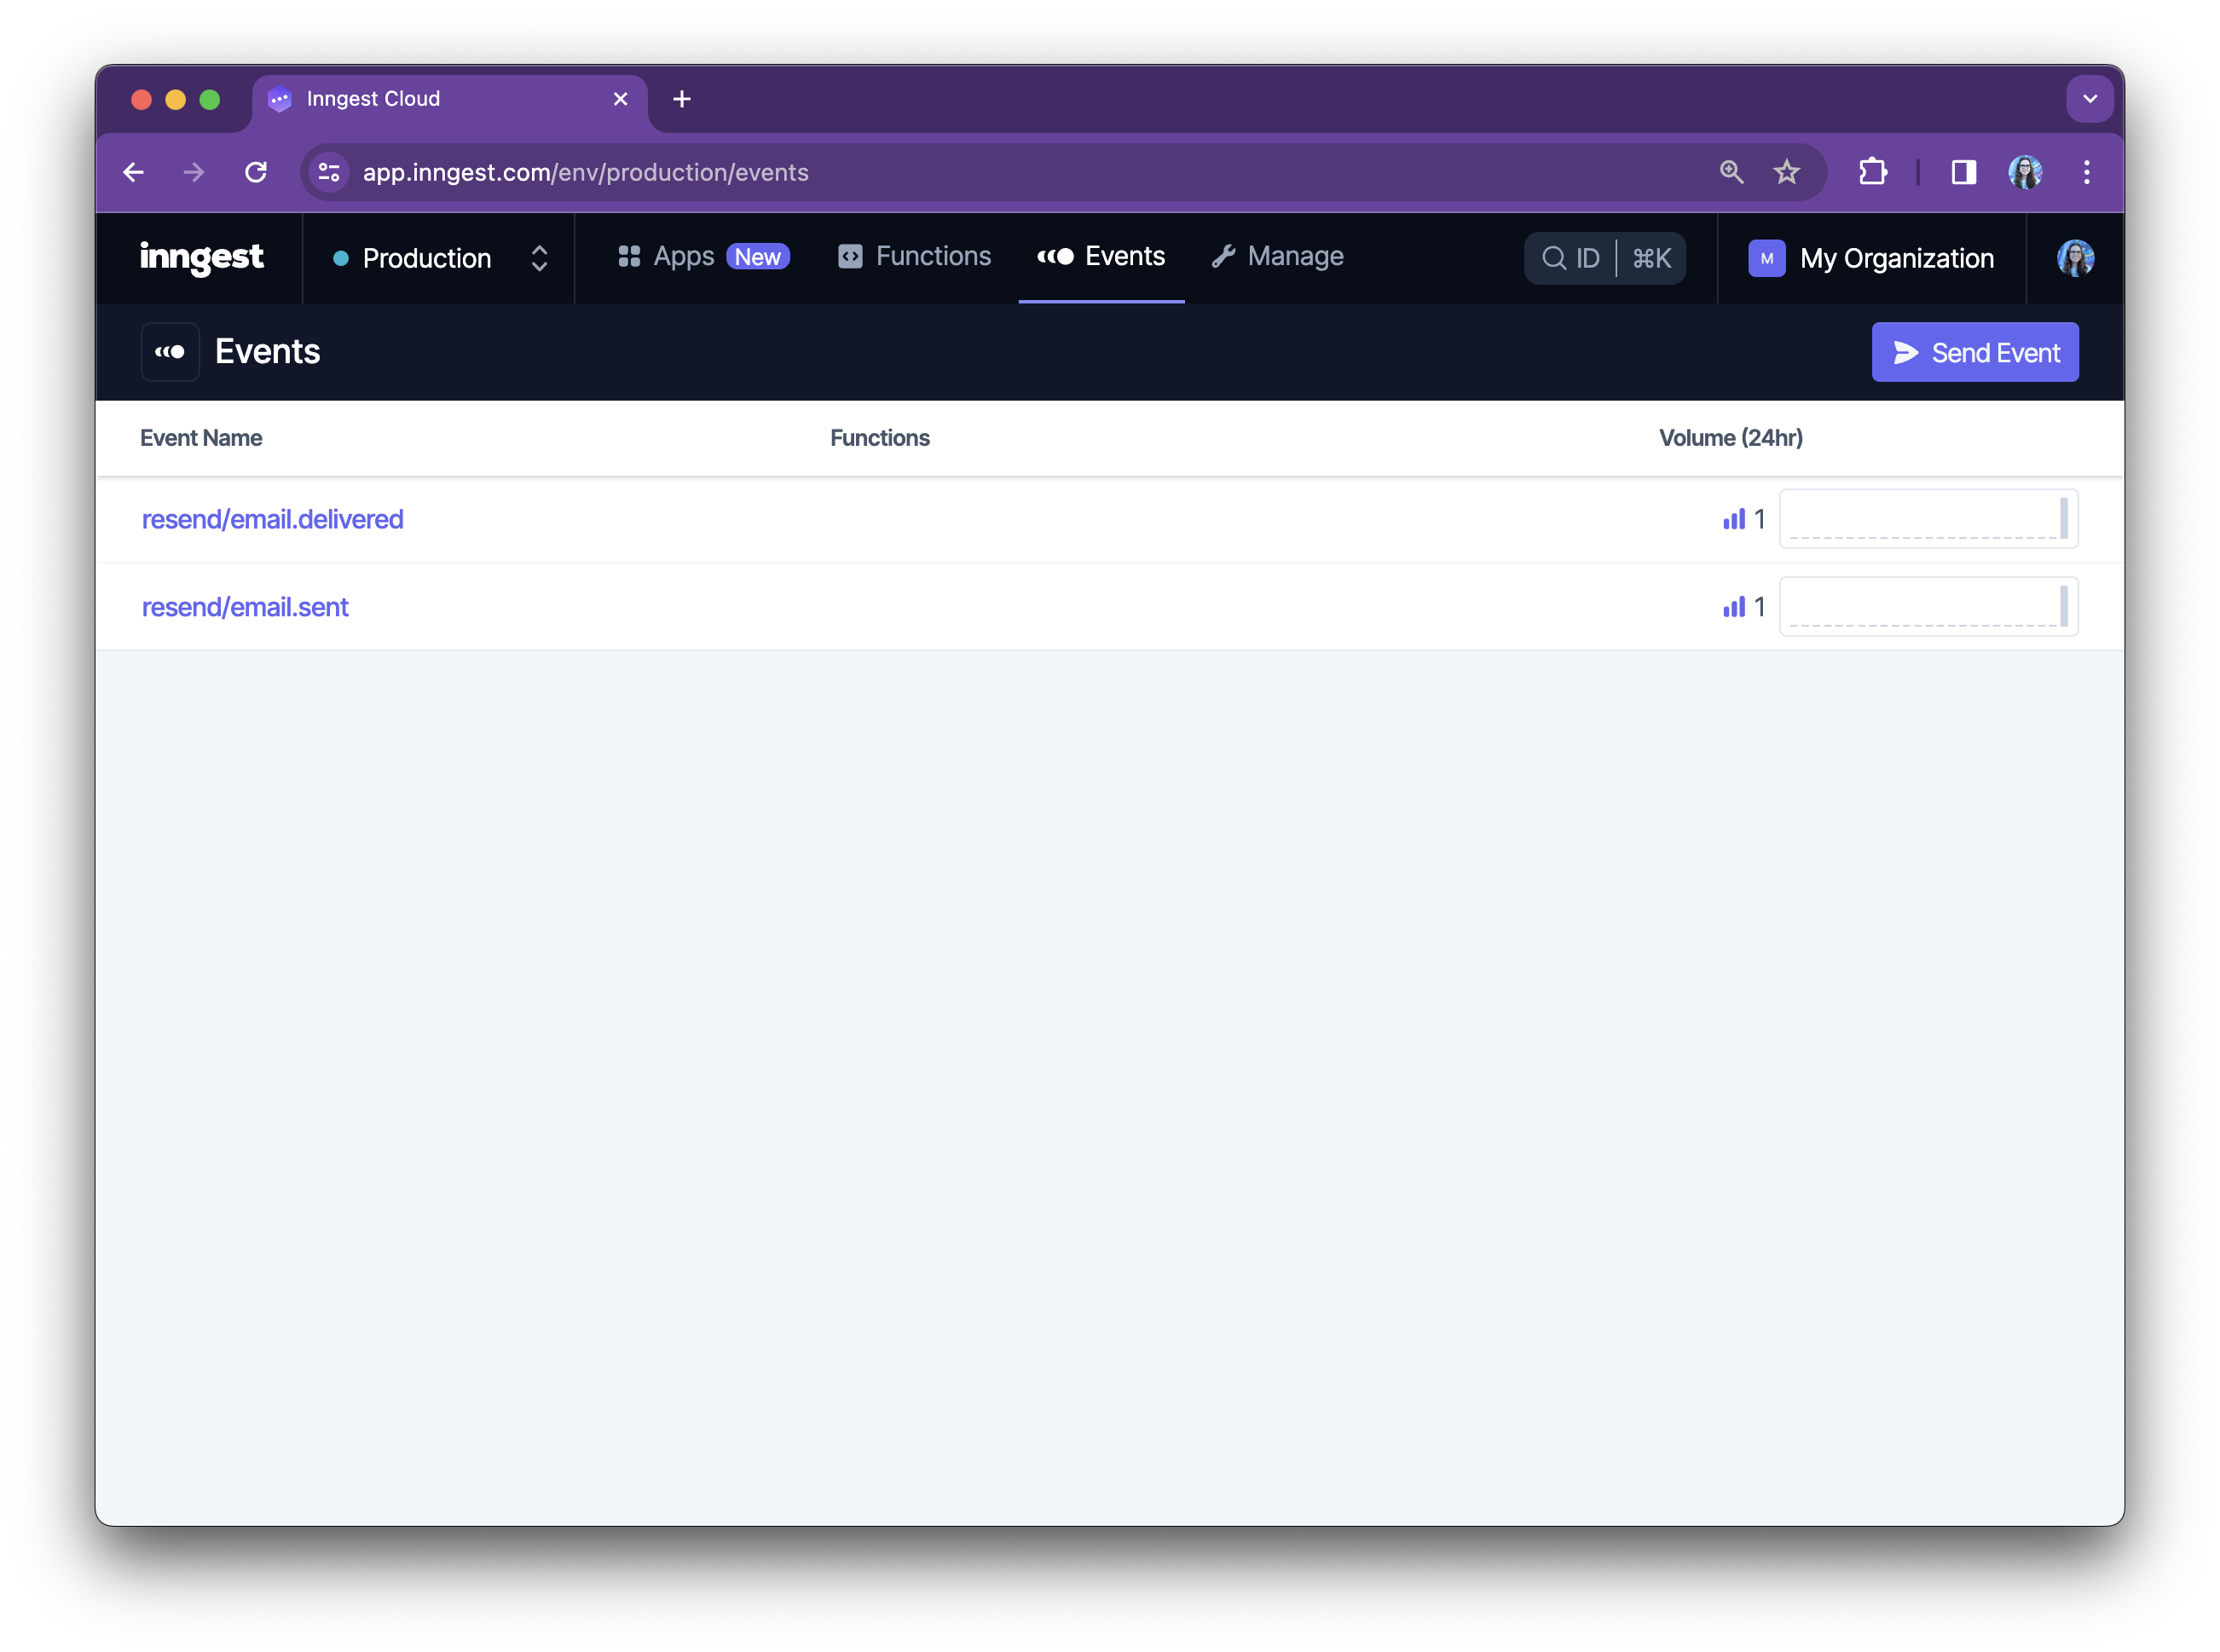 Inngest Cloud
app.inngest.com/env/production/events
inngest Production Apps New Functions Events Manage ID ⌘K M My Organization
Events Send Event
Event Name Functions Volume (24hr)
resend/email.delivered 1
resend/email.sent 1